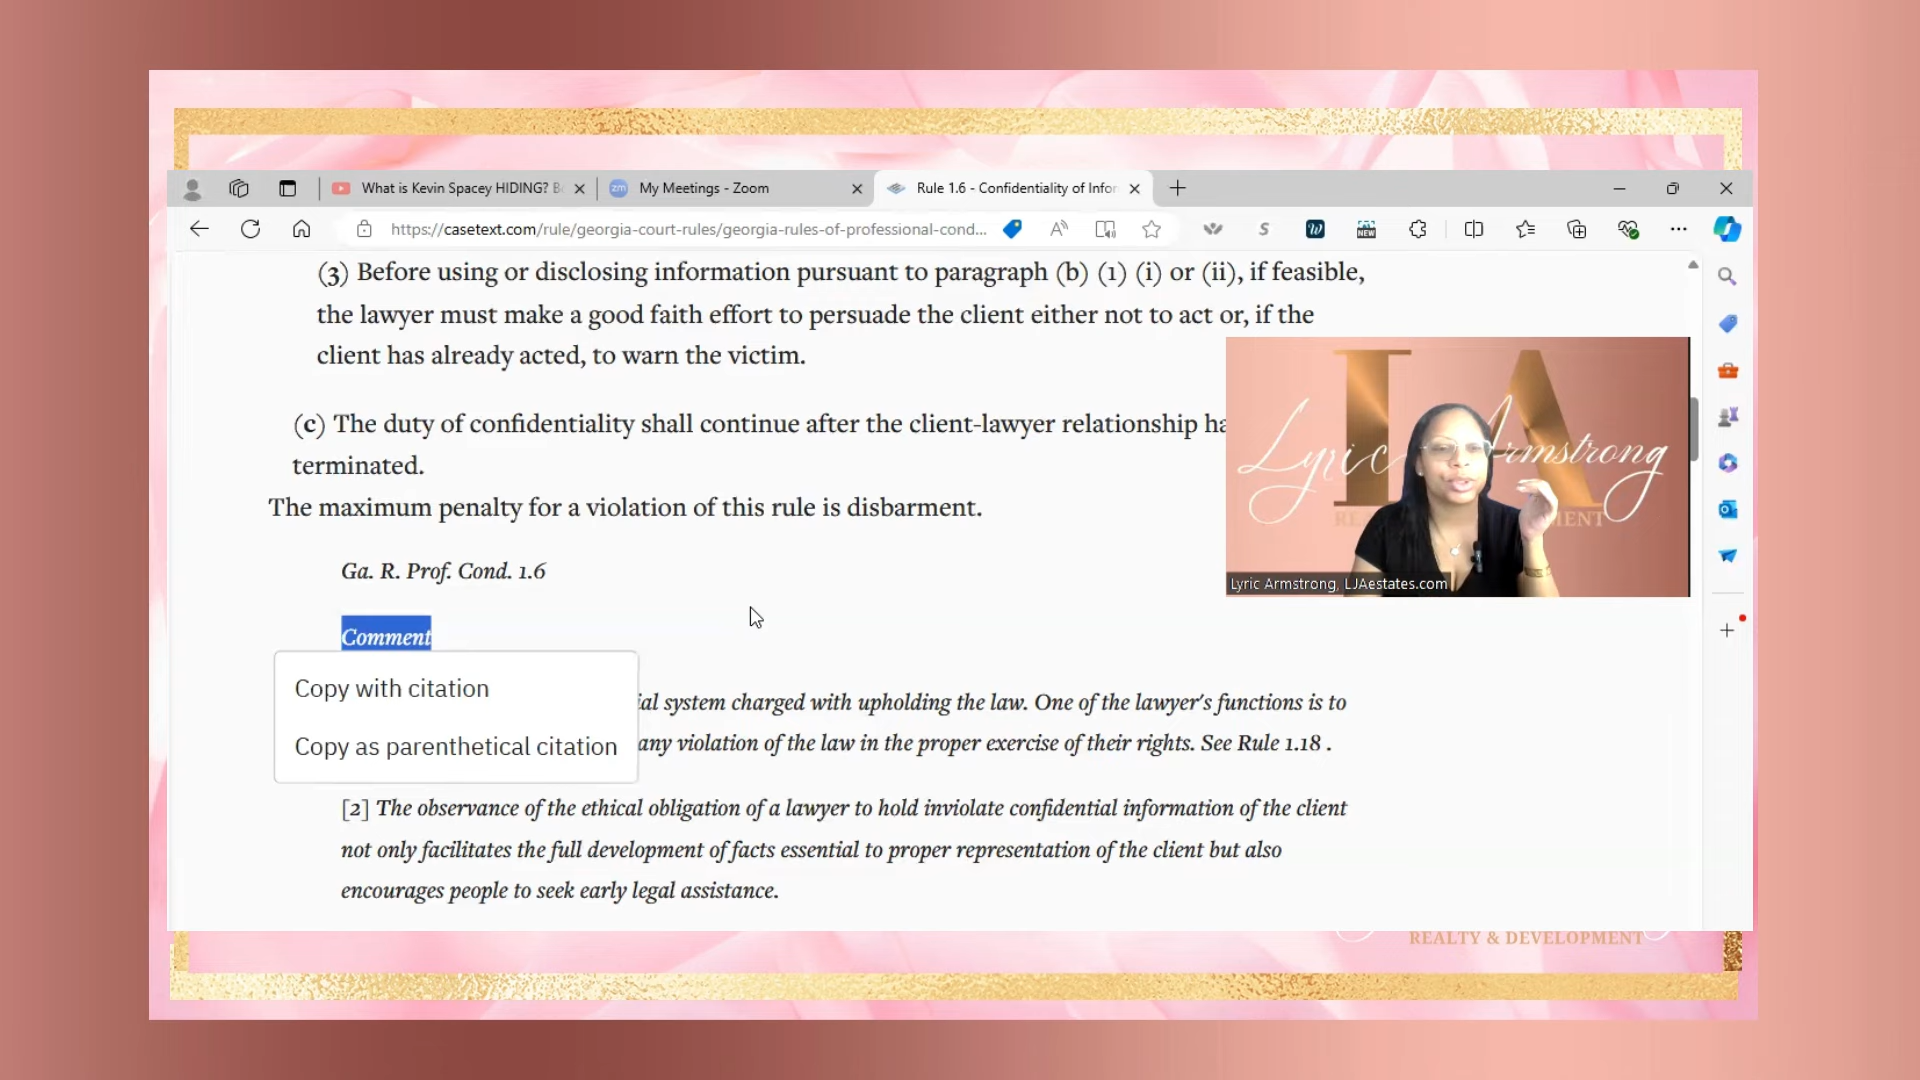 What is Kevin Spacey HIDING? B
My Meetings - Zoom
Rule 1.6 - Confidentiality of Infor
https://casetext.com/rule/georgia-court-rules/georgia-rules-of-professional-cond...
NEW
(3) Before using or disclosing information pursuant to paragraph (b) (1) (i) or (ii), if feasible,
the lawyer must make a good faith effort to persuade the client either not to act or, if the
client has already acted, to warn the victim.
(c) The duty of confidentiality shall continue after the client-lawyer relationship ha
terminated.
The maximum penalty for a violation of this rule is disbarment.
Ga. R. Prof. Cond. 1.6
Comment
Copy with citation
Copy as parenthetical citation
ial system charged with upholding the law. One of the lawyer's functions is to
any violation of the law in the proper exercise of their rights. See Rule 1.18 .
[2] The observance of the ethical obligation of a lawyer to hold inviolate confidential information of the client
not only facilitates the full development of facts essential to proper representation of the client but also
encourages people to seek early legal assistance.
LA
Lyric Armstrong
Lyric Armstrong, LJAestates.com
REALTY & DEVELOPMENT